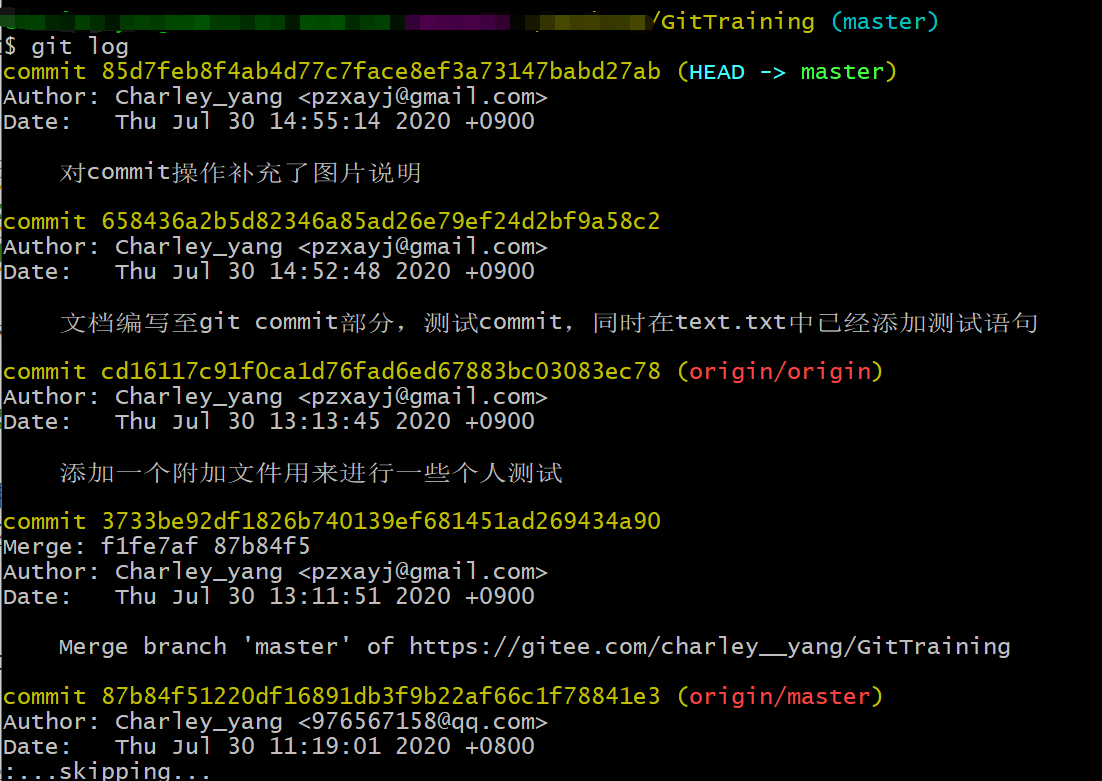 /GitTraining (master)
$ git log
commit 85d7feb8f4ab4d77c7face8ef3a73147babd27ab (HEAD -> master)
Author: Charley_yang <pzxayj@gmail.com>
Date:   Thu Jul 30 14:55:14 2020 +0900
对commit操作补充了图片说明
commit 658436a2b5d82346a85ad26e79ef24d2bf9a58c2
Author: Charley_yang <pzxayj@gmail.com>
Date:   Thu Jul 30 14:52:48 2020 +0900
文档编写至git commit部分，测试commit，同时在text.txt中已经添加测试语句
commit cd16117c91f0ca1d76fad6ed67883bc03083ec78 (origin/origin)
Author: Charley_yang <pzxayj@gmail.com>
Date:   Thu Jul 30 13:13:45 2020 +0900
添加一个附加文件用来进行一些个人测试
commit 3733be92df1826b740139ef681451ad269434a90
Merge: f1fe7af 87b84f5
Author: Charley_yang <pzxayj@gmail.com>
Date:   Thu Jul 30 13:11:51 2020 +0900
Merge branch 'master' of https://gitee.com/charley__yang/GitTraining
commit 87b84f51220df16891db3f9b22af66c1f78841e3 (origin/master)
Author: Charley_yang <976567158@qq.com>
Date:   Thu Jul 30 11:19:01 2020 +0800
:...skipping...